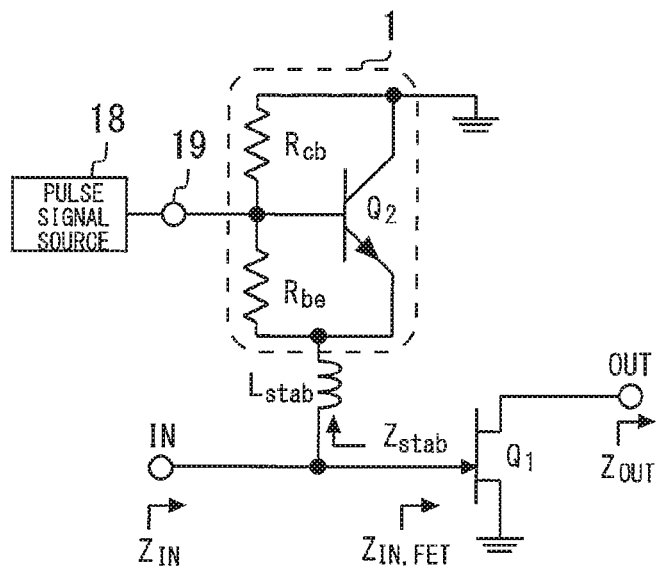 1
18
19
PULSE
SIGNAL
SOURCE
Rcb
Q2
Rbe
Lstab
OUT
IN
Zstab
Q1
ZOUT
ZIN
ZIN, FET